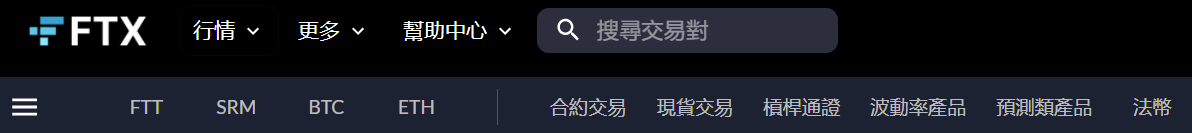 FTX 行情 更多 幫助中心 搜尋交易對
FTT SRM BTC ETH 合約交易 現貨交易 槓桿通證 波動率產品 預測類產品 法幣